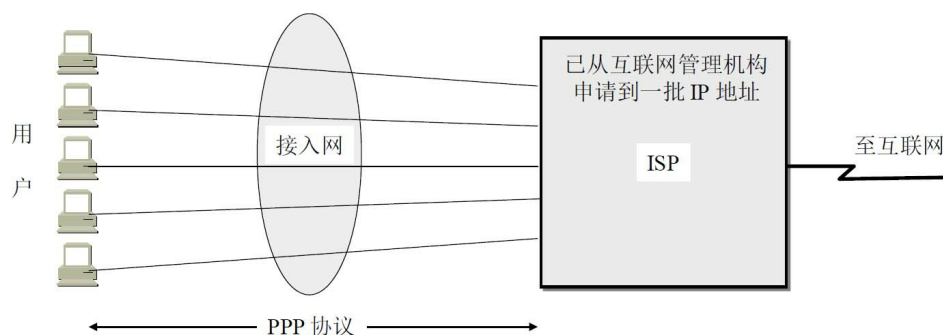 已从互联网管理机构
申请到一批 IP 地址
用
户
接入网
ISP
至互联网
PPP 协议